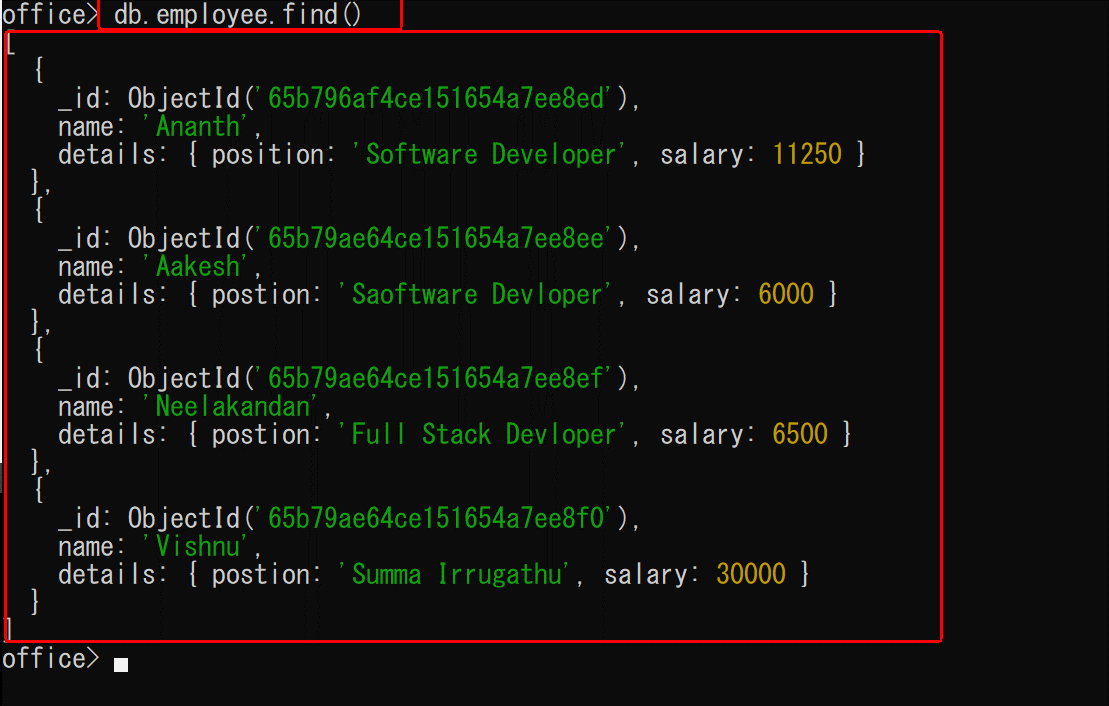 office> db.employee.find()
[
  {
    _id: ObjectId('65b796af4ce151654a7ee8ed'),
    name: 'Ananth',
    details: { position: 'Software Developer', salary: 11250 }
  },
  {
    _id: ObjectId('65b79ae64ce151654a7ee8ee'),
    name: 'Aakesh',
    details: { postion: 'Saoftware Devloper', salary: 6000 }
  },
  {
    _id: ObjectId('65b79ae64ce151654a7ee8ef'),
    name: 'Neelakandan',
    details: { postion: 'Full Stack Devloper', salary: 6500 }
  },
  {
    _id: ObjectId('65b79ae64ce151654a7ee8f0'),
    name: 'Vishnu',
    details: { postion: 'Summa Irrugathu', salary: 30000 }
  }
]
office>